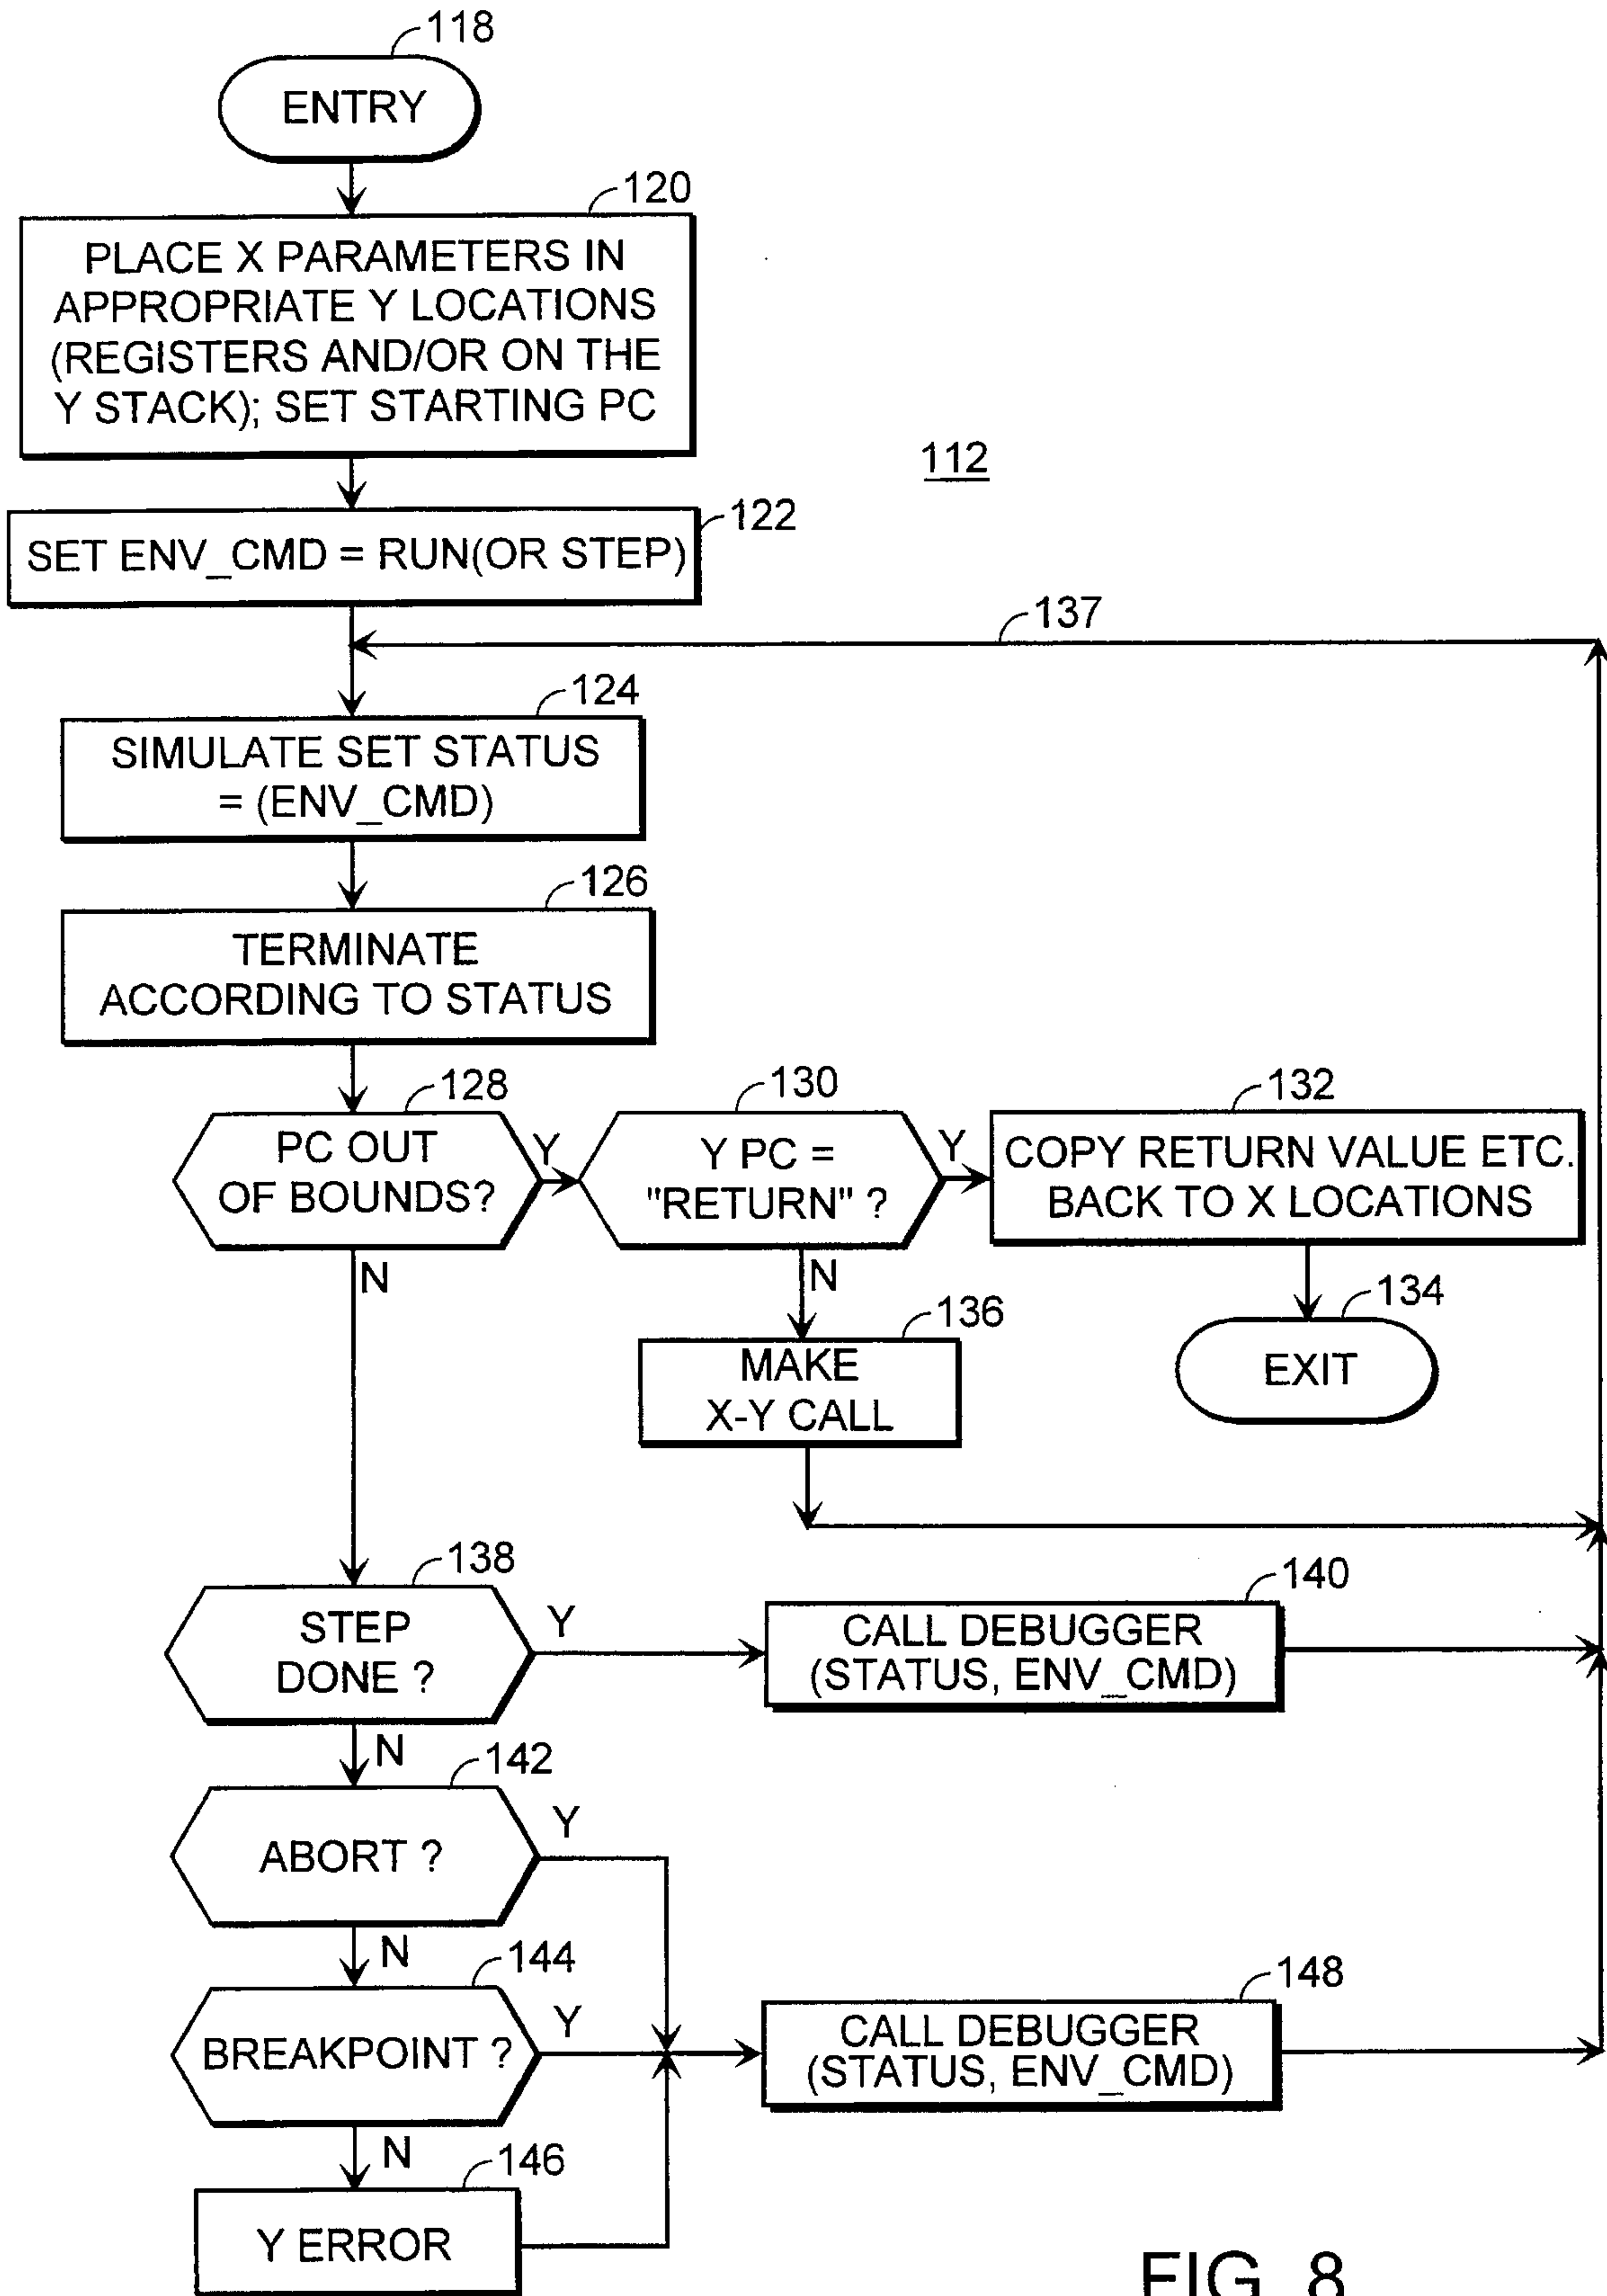 118
ENTRY
120
PLACE X PARAMETERS IN
APPROPRIATE Y LOCATIONS
(REGISTERS AND/OR ON THE
Y STACK); SET STARTING PC
112
122
SET ENV_CMD = RUN(OR STEP)
137
124
SIMULATE SET STATUS
= (ENV_CMD)
126
TERMINATE
ACCORDING TO STATUS
128
PC OUT
OF BOUNDS?
Y
N
130
Y PC =
"RETURN" ?
Y
N
132
COPY RETURN VALUE ETC.
BACK TO X LOCATIONS
134
EXIT
136
MAKE
X-Y CALL
138
STEP
DONE ?
Y
N
140
CALL DEBUGGER
(STATUS, ENV_CMD)
142
ABORT ?
Y
N
144
BREAKPOINT ?
Y
N
148
CALL DEBUGGER
(STATUS, ENV_CMD)
146
Y ERROR
FIG. 8